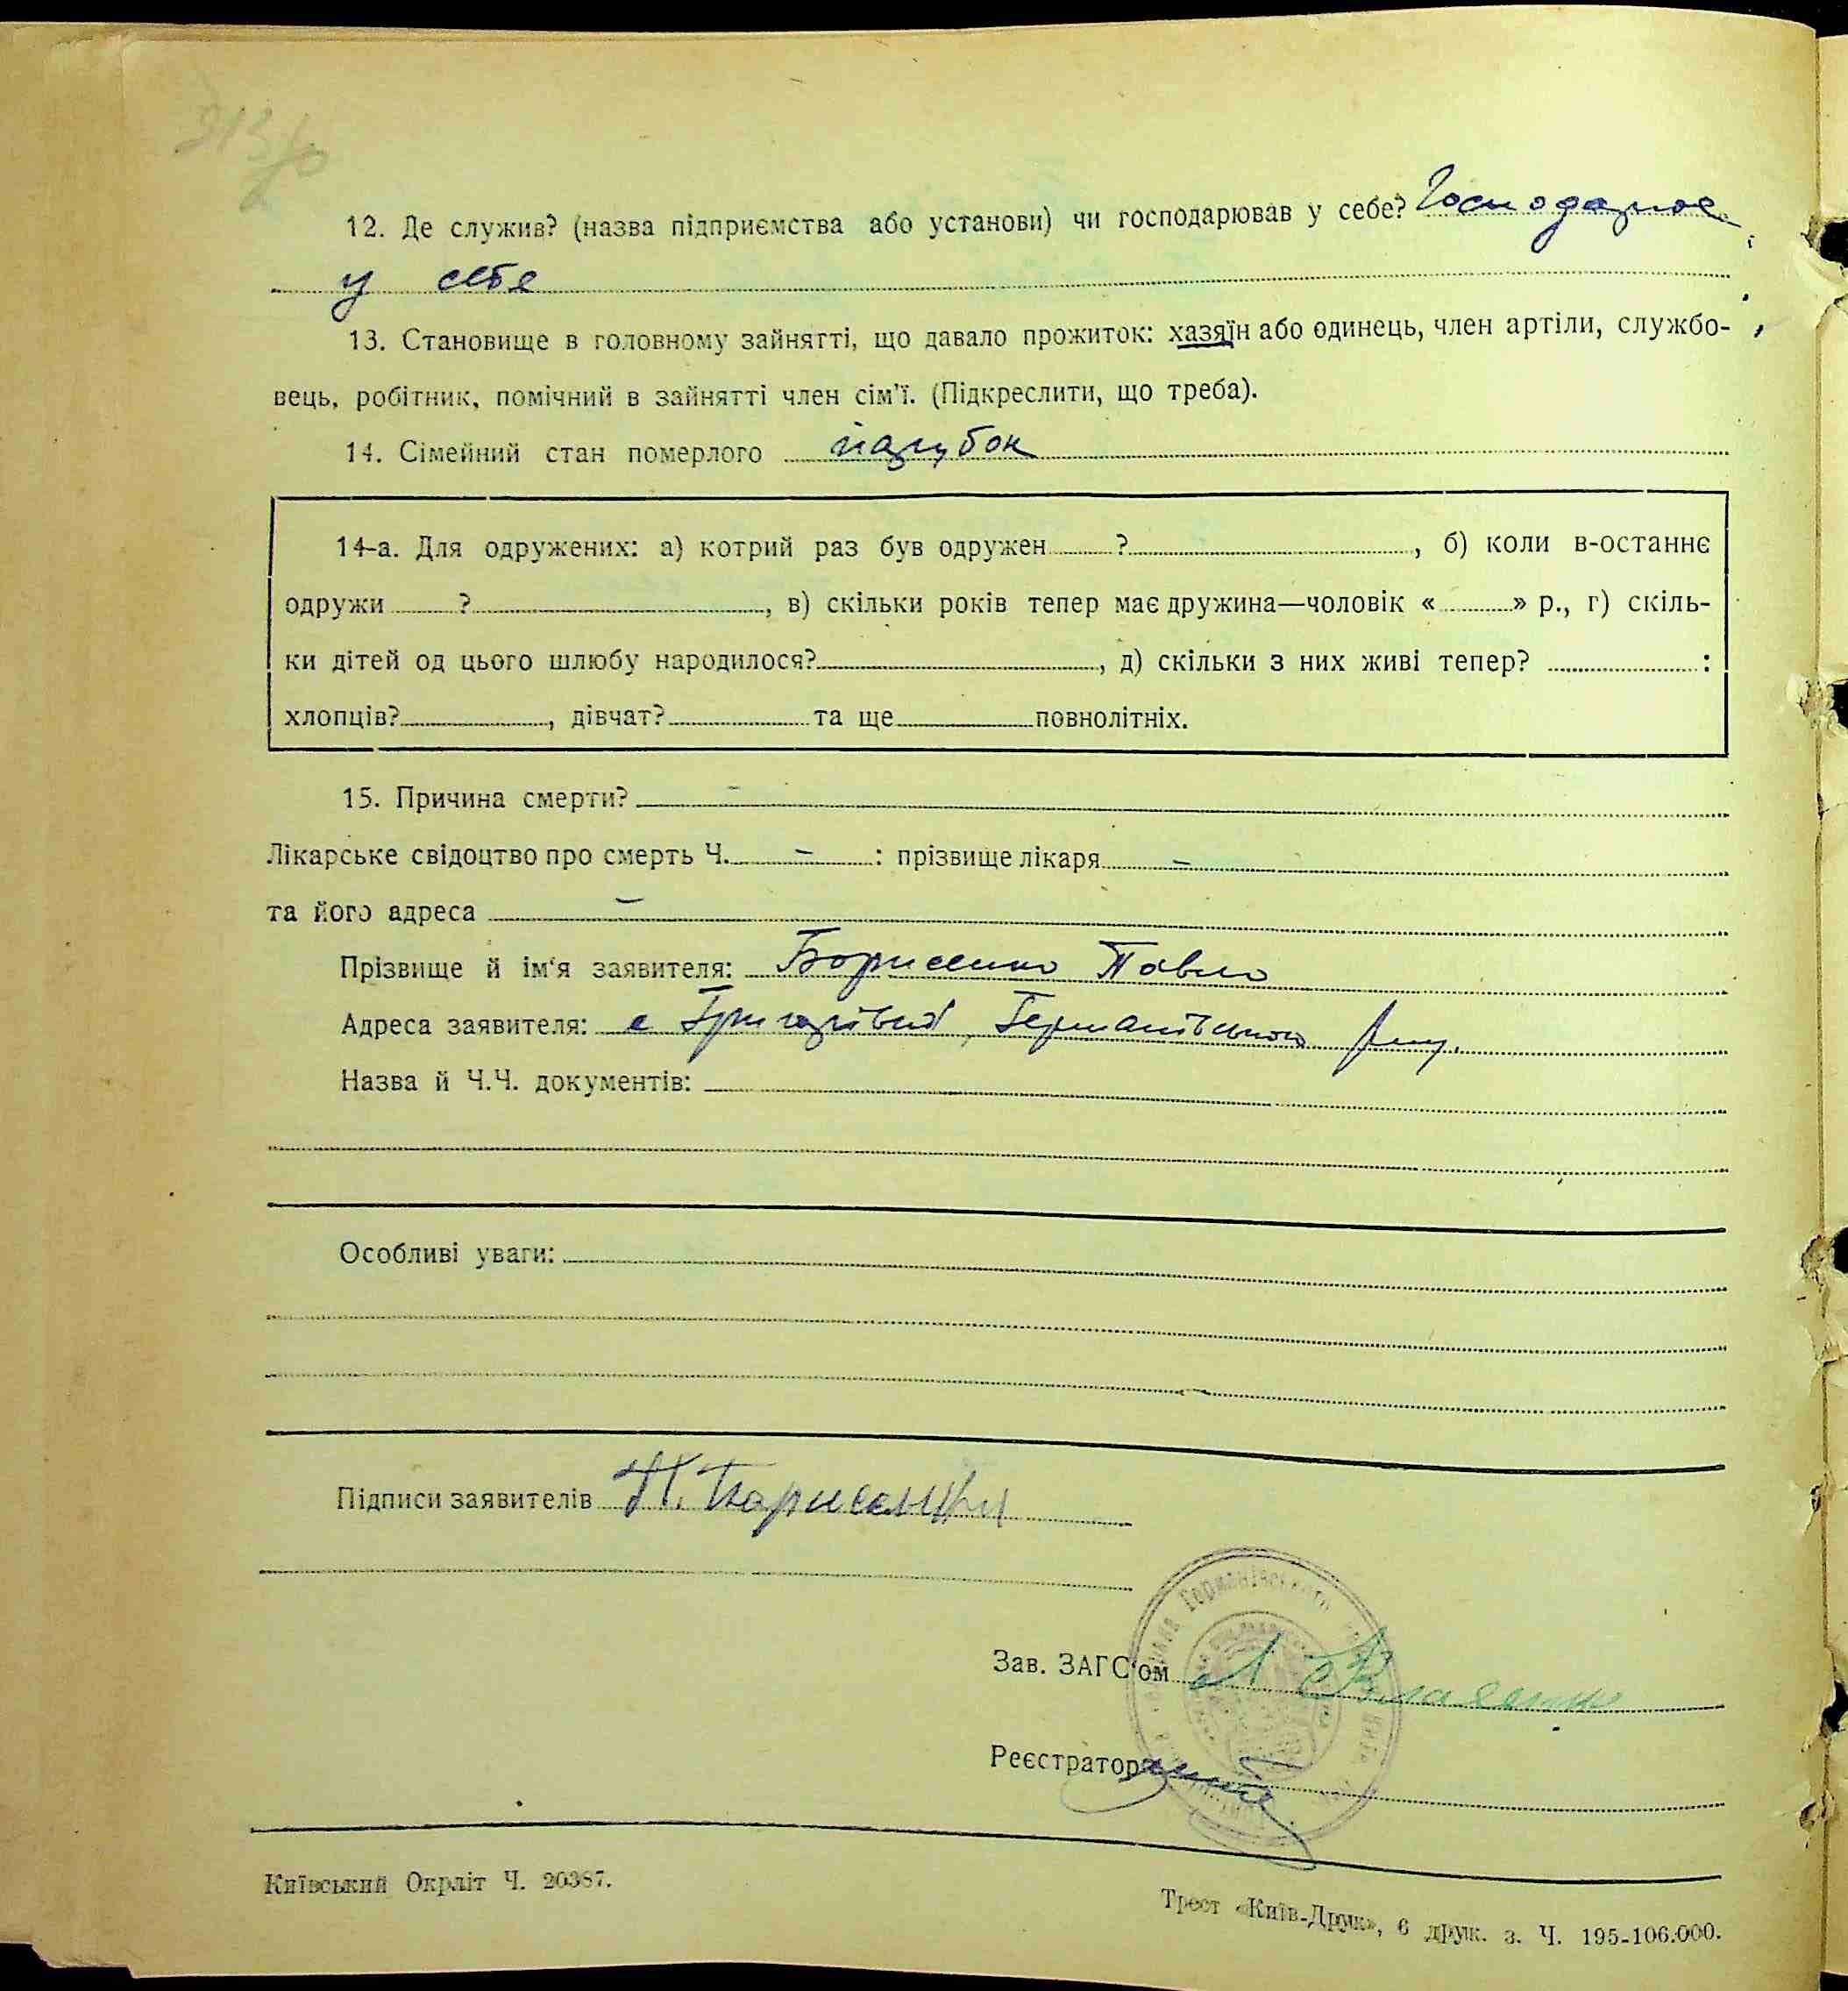 12. Де служив? (назва підприємства або установи) чи господарював у себе? Господарює
у себе
13. Становище в головному зайнятті, що давало прожиток: хазяїн або одинець, член артіли, службо-
вець, робітник, помічний в зайнятті член сім'ї. (Підкреслити, що треба).
14. Сімейний стан померлого парубок
14-а. Для одружених: а) котрий раз був одружен ?, б) коли в-останнє
одружи ?, в) скільки років тепер має дружина—чоловік « » р., г) скіль-
ки дітей од цього шлюбу народилося?, д) скільки з них живі тепер? :
хлопців?, дівчат? та ще повнолітніх.
15. Причина смерти? –
Лікарське свідоцтво про смерть Ч. – : прізвище лікаря –
та його адреса –
Прізвище й ім'я заявителя: Борисенко Павло
Адреса заявителя: с Григорівка, Германівського
Назва й Ч.Ч. документів:
Особливі уваги:
Підписи заявителів П. Борисенко
Зав. ЗАГС'ом
Реєстратор
Київський Окрліт Ч. 20387.
Трест «Київ-Друк», 6 друк. з. Ч. 195-106.000.